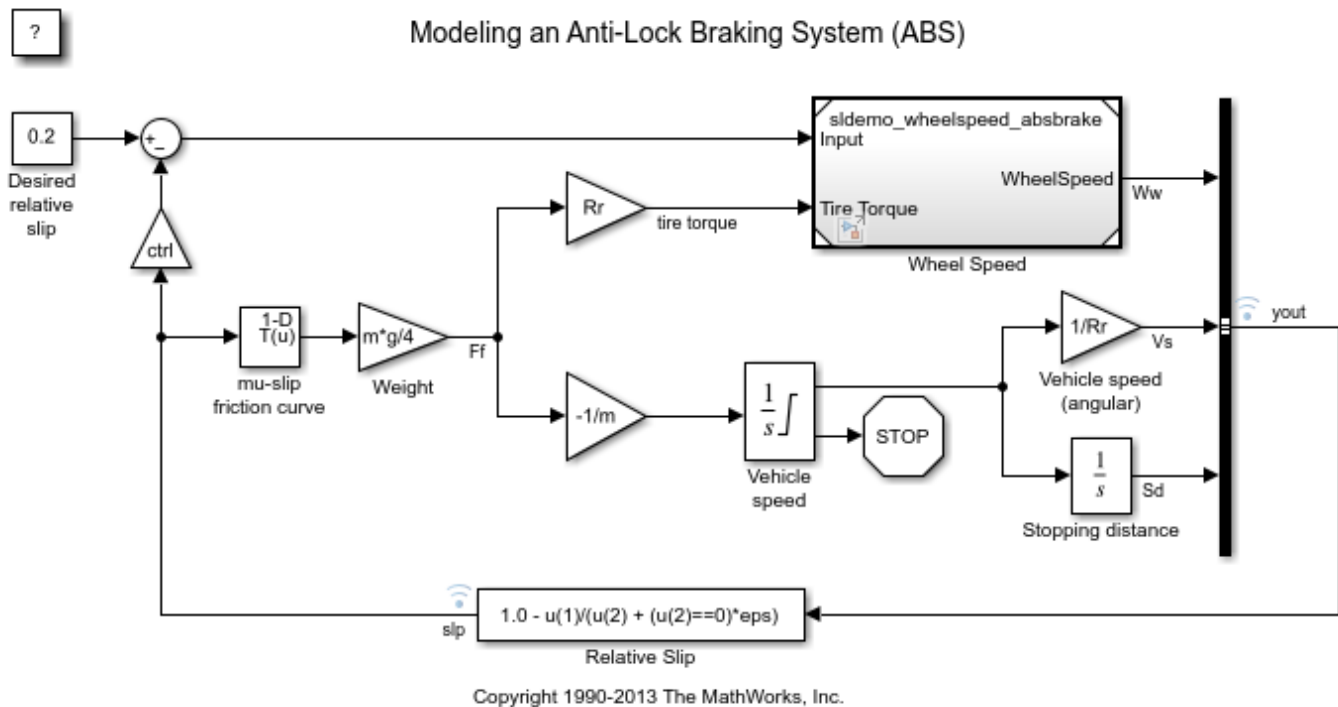 ?
Modeling an Anti-Lock Braking System (ABS)
0.2
Desired
relative
slip
+
_
ctrl
1-D
T(u)
mu-slip
friction curve
m*g/4
Weight
Ff
Rr
tire torque
sldemo_wheelspeed_absbrake
Input
WheelSpeed
Tire Torque
Wheel Speed
Ww
-1/m
1
s
Vehicle
speed
STOP
1/Rr
Vs
Vehicle speed
(angular)
1
s
Sd
Stopping distance
yout
slp
1.0 - u(1)/(u(2) + (u(2)==0)*eps)
Relative Slip
Copyright 1990-2013 The MathWorks, Inc.